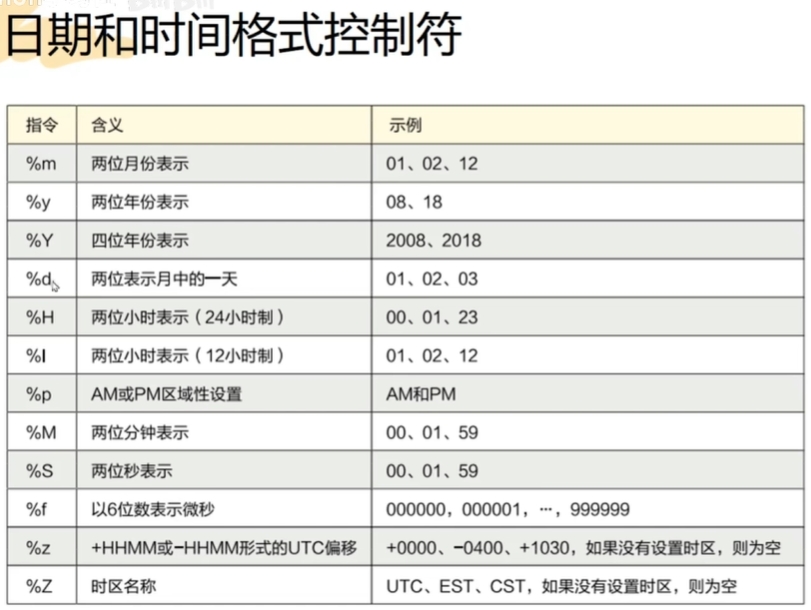 日期和时间格式控制符
指令 含义 示例
%m 两位月份表示 01、02、12
%y 两位年份表示 08、18
%Y 四位年份表示 2008、2018
%d 两位表示月中的一天 01、02、03
%H 两位小时表示（24小时制） 00、01、23
%I 两位小时表示（12小时制） 01、02、12
%p AM或PM区域性设置 AM和PM
%M 两位分钟表示 00、01、59
%S 两位秒表示 00、01、59
%f 以6位数表示微秒 000000，000001，…，999999
%z +HHMM或-HHMM形式的UTC偏移 +0000、-0400、+1030，如果没有设置时区，则为空
%Z 时区名称 UTC、EST、CST，如果没有设置时区，则为空